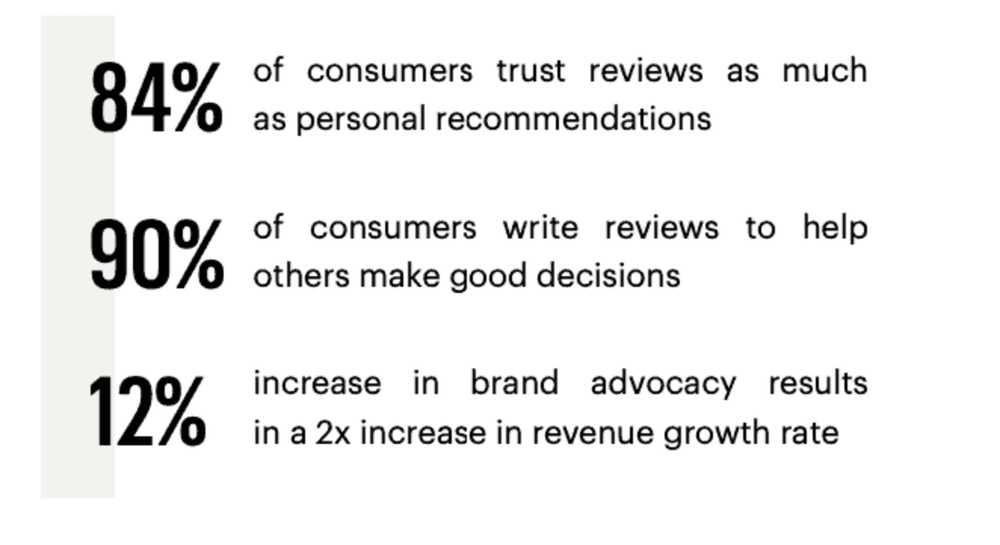 84% of consumers trust reviews as much
as personal recommendations
90% of consumers write reviews to help
others make good decisions
12% increase in brand advocacy results
in a 2x increase in revenue growth rate